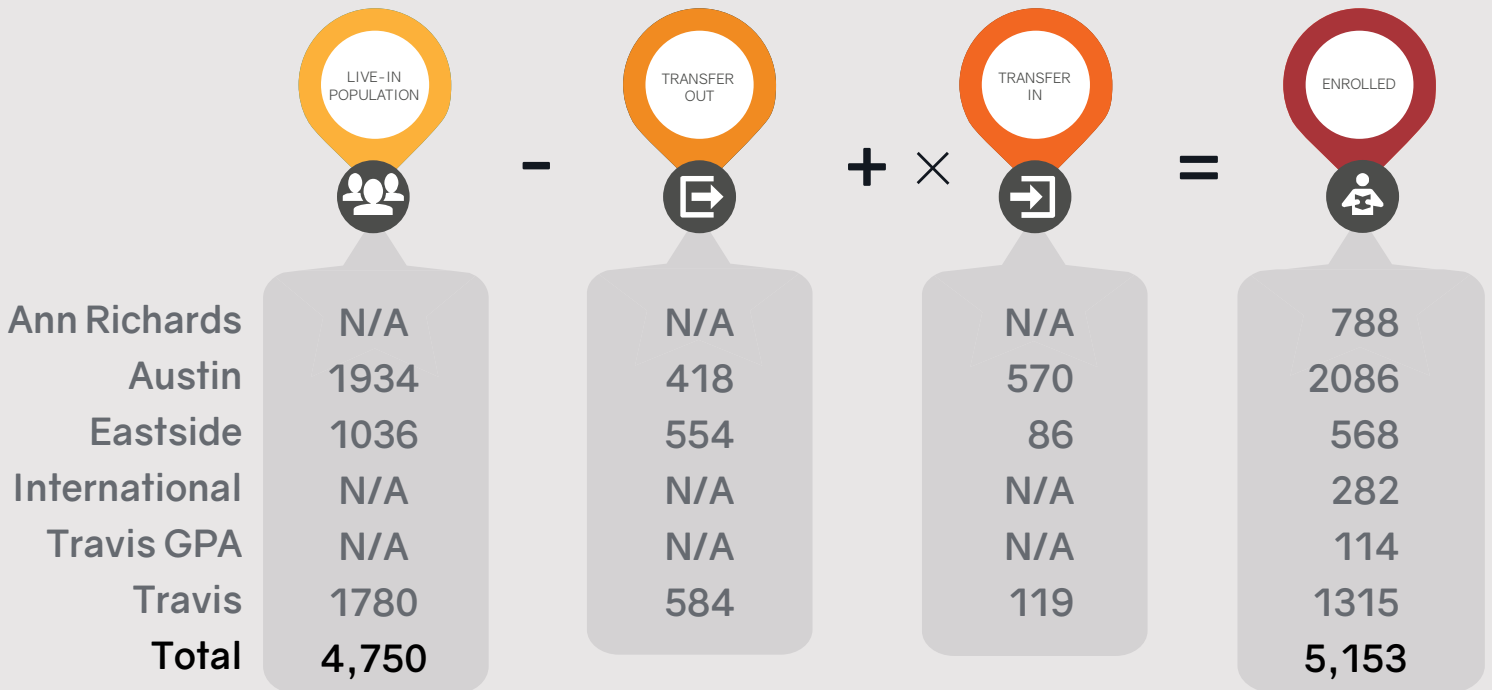 LIVE-IN
POPULATION
TRANSFER
OUT
TRANSFER
IN
ENROLLED
- + × =
Ann Richards N/A N/A N/A 788
Austin 1934 418 570 2086
Eastside 1036 554 86 568
International N/A N/A N/A 282
Travis GPA N/A N/A N/A 114
Travis 1780 584 119 1315
Total 4,750 5,153